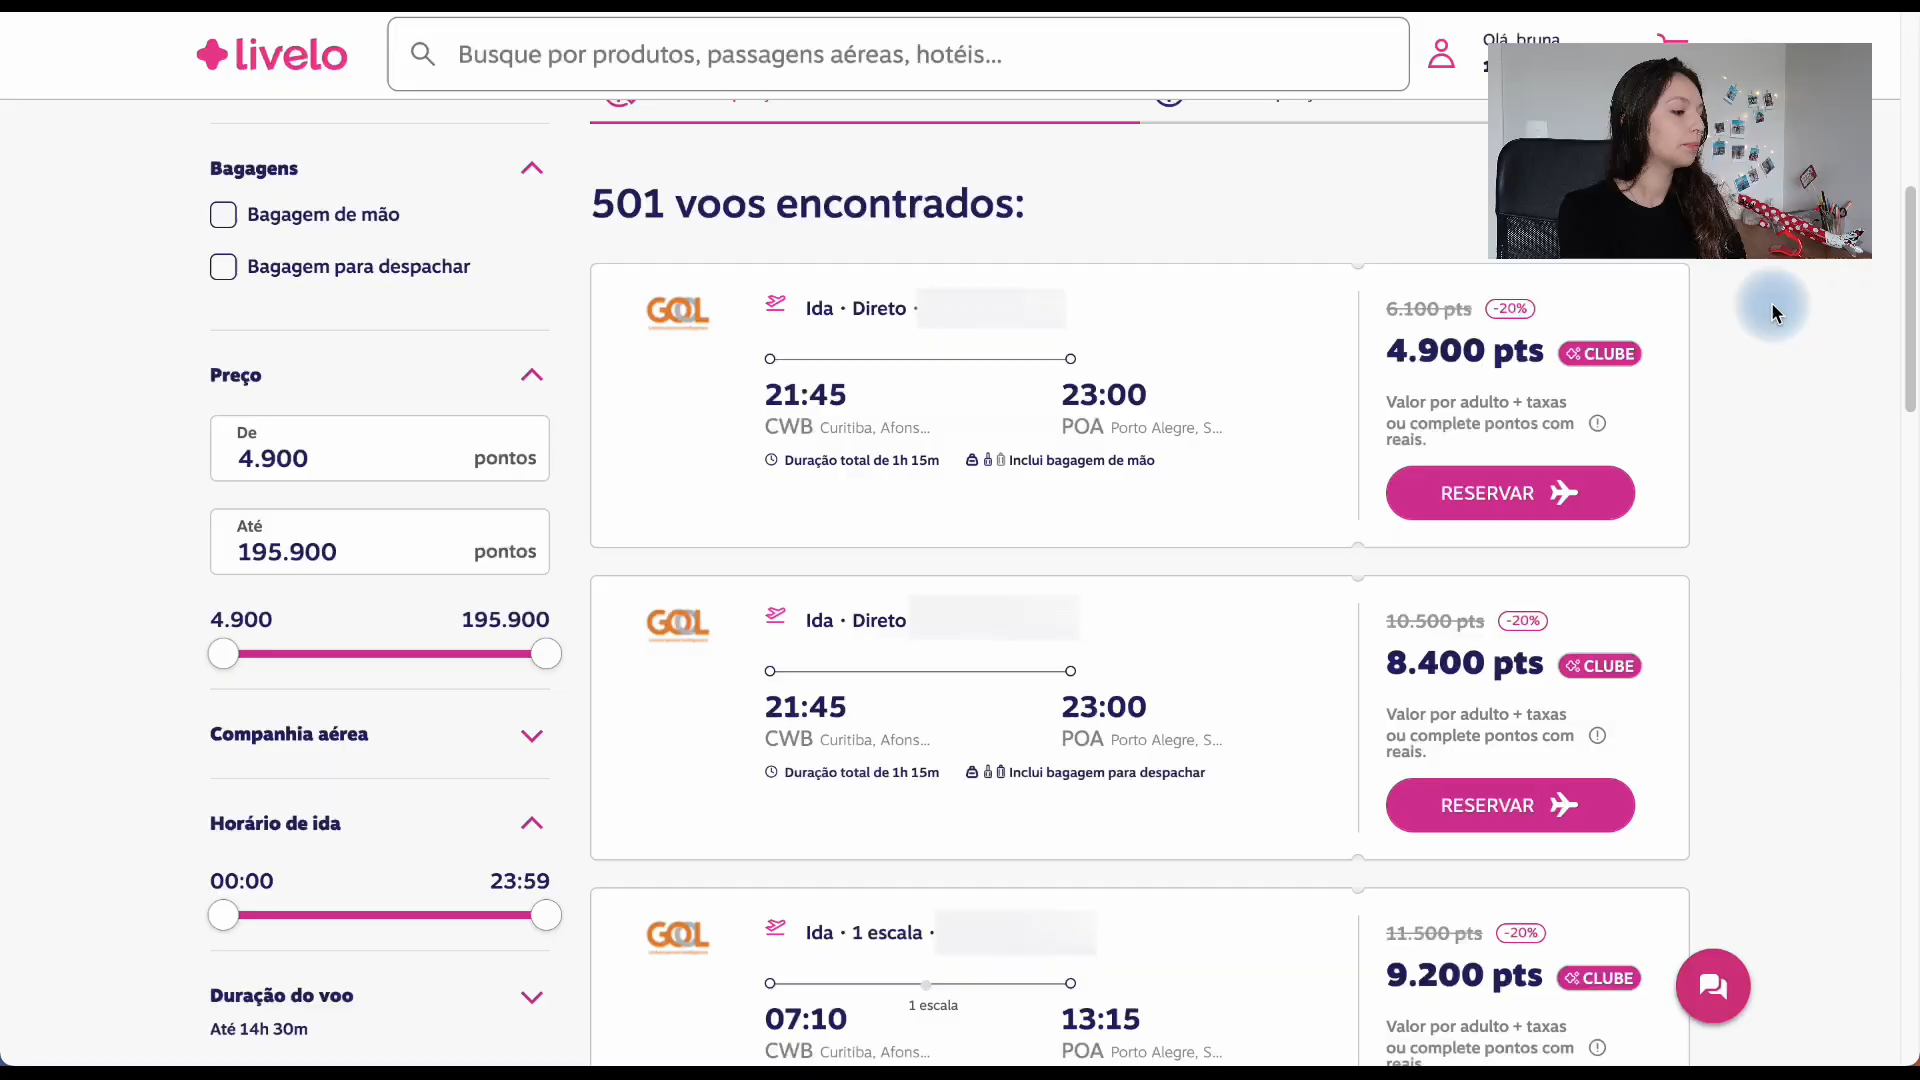 livelo
Busque por produtos, passagens aéreas, hotéis...
Olá, bruna
Bagagens
Bagagem de mão
Bagagem para despachar
Preço
De
4.900 pontos
Até
195.900 pontos
4.900 195.900
Companhia aérea
Horário de ida
00:00 23:59
Duração do voo
Até 14h 30m
501 voos encontrados:
GOL
Ida · Direto ·
21:45 23:00
CWB Curitiba, Afons... POA Porto Alegre, S...
Duração total de 1h 15m Inclui bagagem de mão
6.100 pts -20%
4.900 pts CLUBE
Valor por adulto + taxas
ou complete pontos com
reais.
RESERVAR
GOL
Ida · Direto
21:45 23:00
CWB Curitiba, Afons... POA Porto Alegre, S...
Duração total de 1h 15m Inclui bagagem para despachar
10.500 pts -20%
8.400 pts CLUBE
Valor por adulto + taxas
ou complete pontos com
reais.
RESERVAR
GOL
Ida · 1 escala ·
1 escala
07:10 13:15
CWB Curitiba, Afons... POA Porto Alegre, S...
11.500 pts -20%
9.200 pts CLUBE
Valor por adulto + taxas
ou complete pontos com
reais